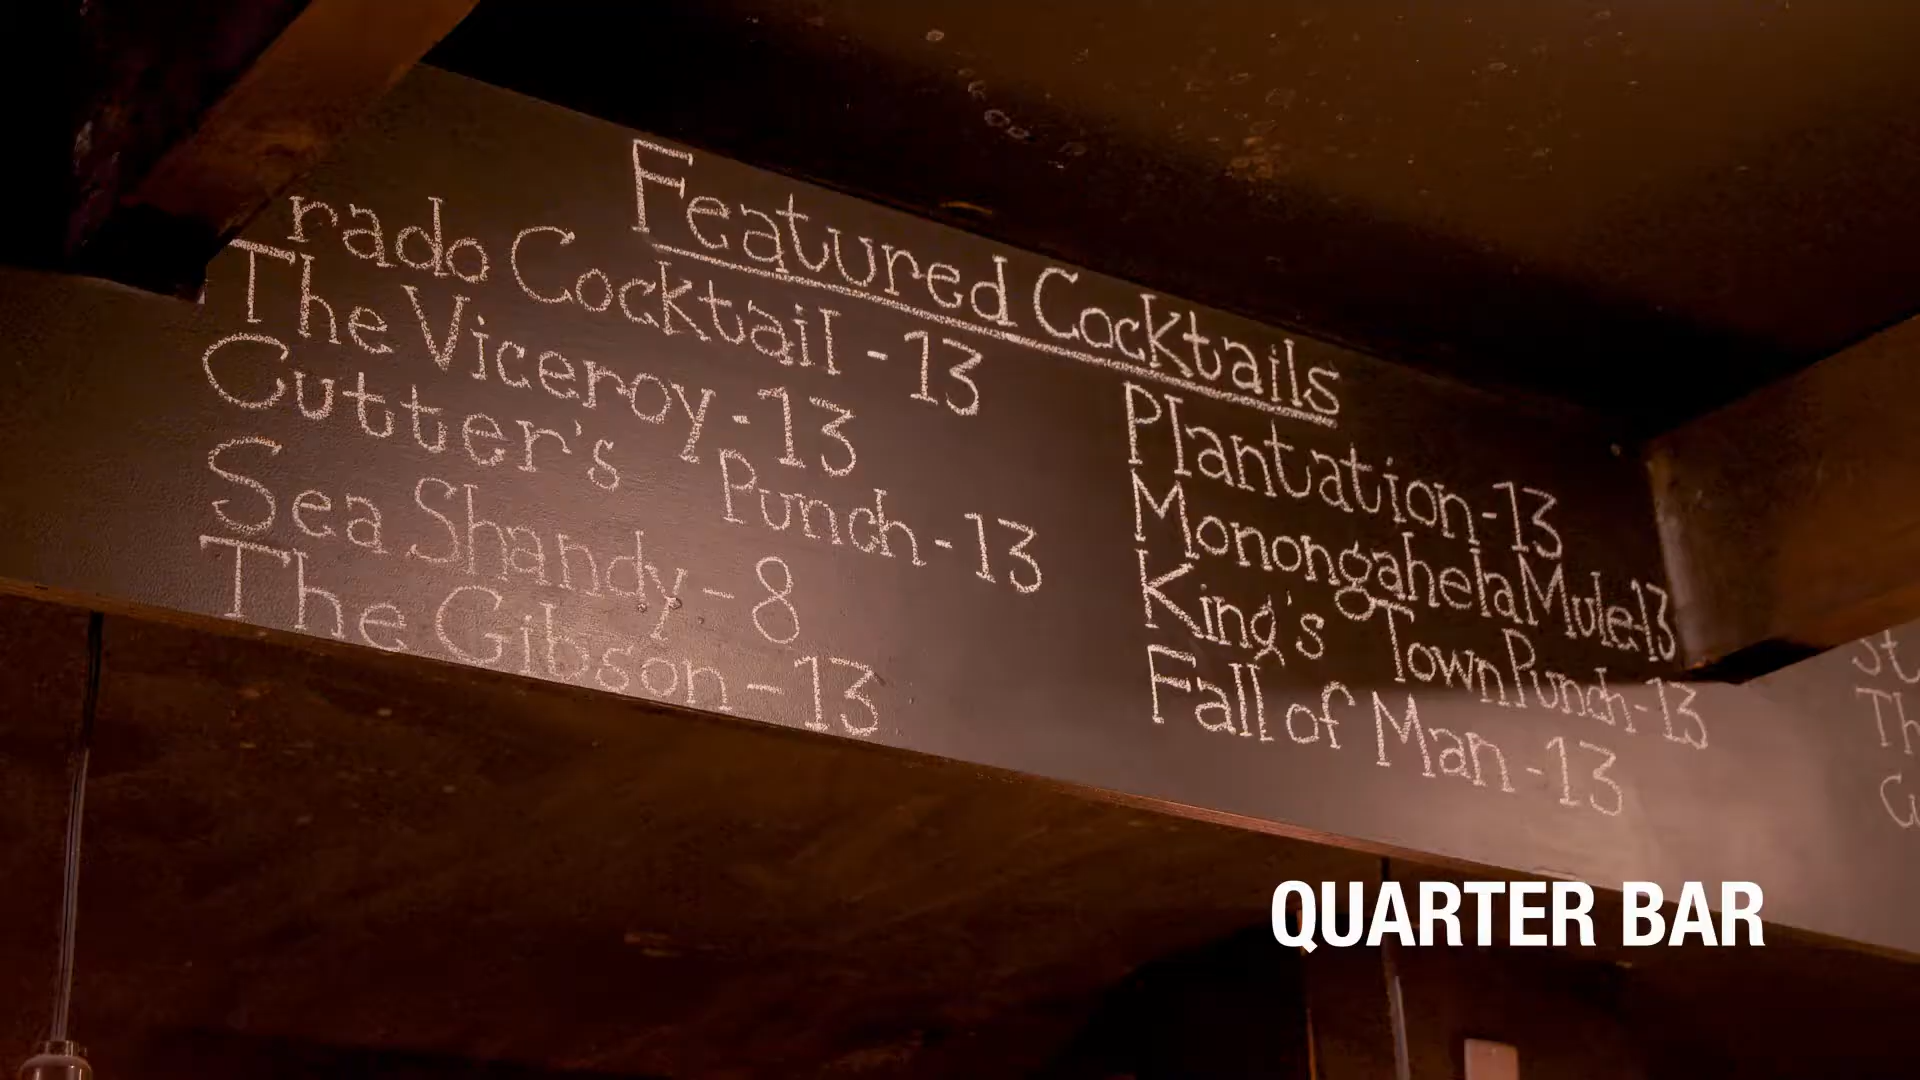 Featured Cocktails
rado Cocktail - 13
The Viceroy - 13
Cutter's Punch - 13
Sea Shandy - 8
The Gibson - 13
Plantation - 13
Monongahela Mule 13
King's Town Punch - 13
Fall of Man - 13
Th
QUARTER BAR